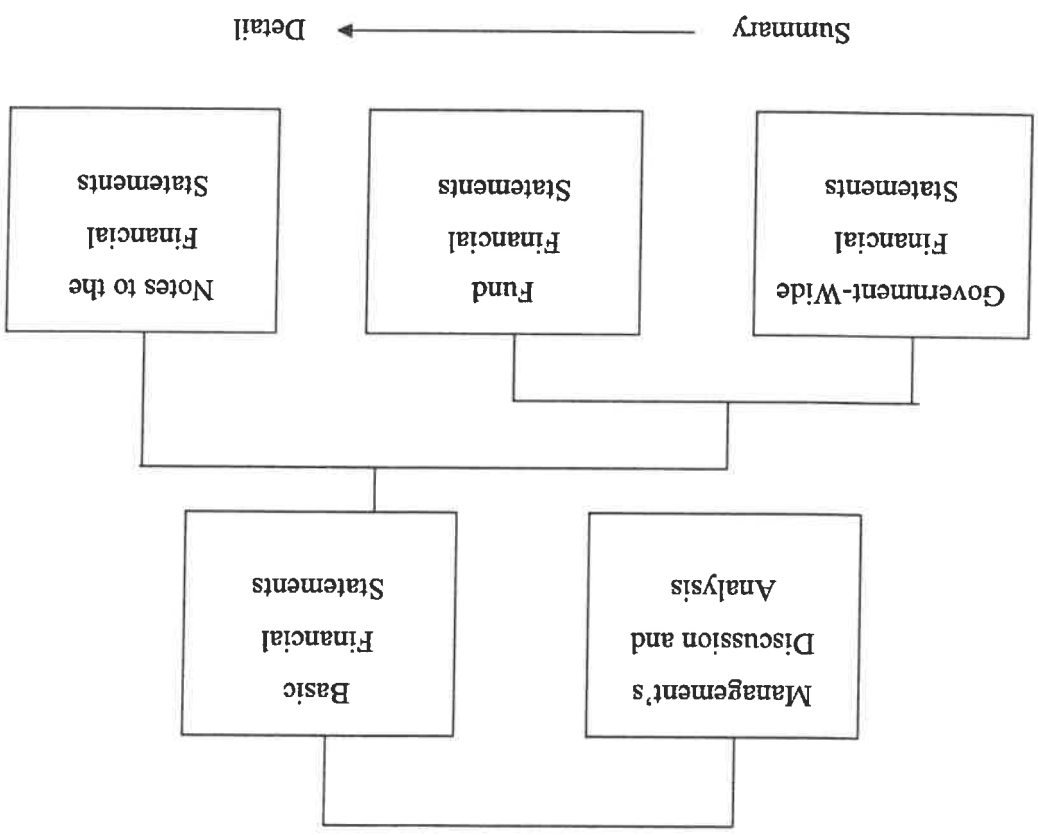 Management's
Discussion and
Analysis
Basic
Financial
Statements
Government-Wide
Financial
Statements
Fund
Financial
Statements
Notes to the
Financial
Statements
Summary
Detail